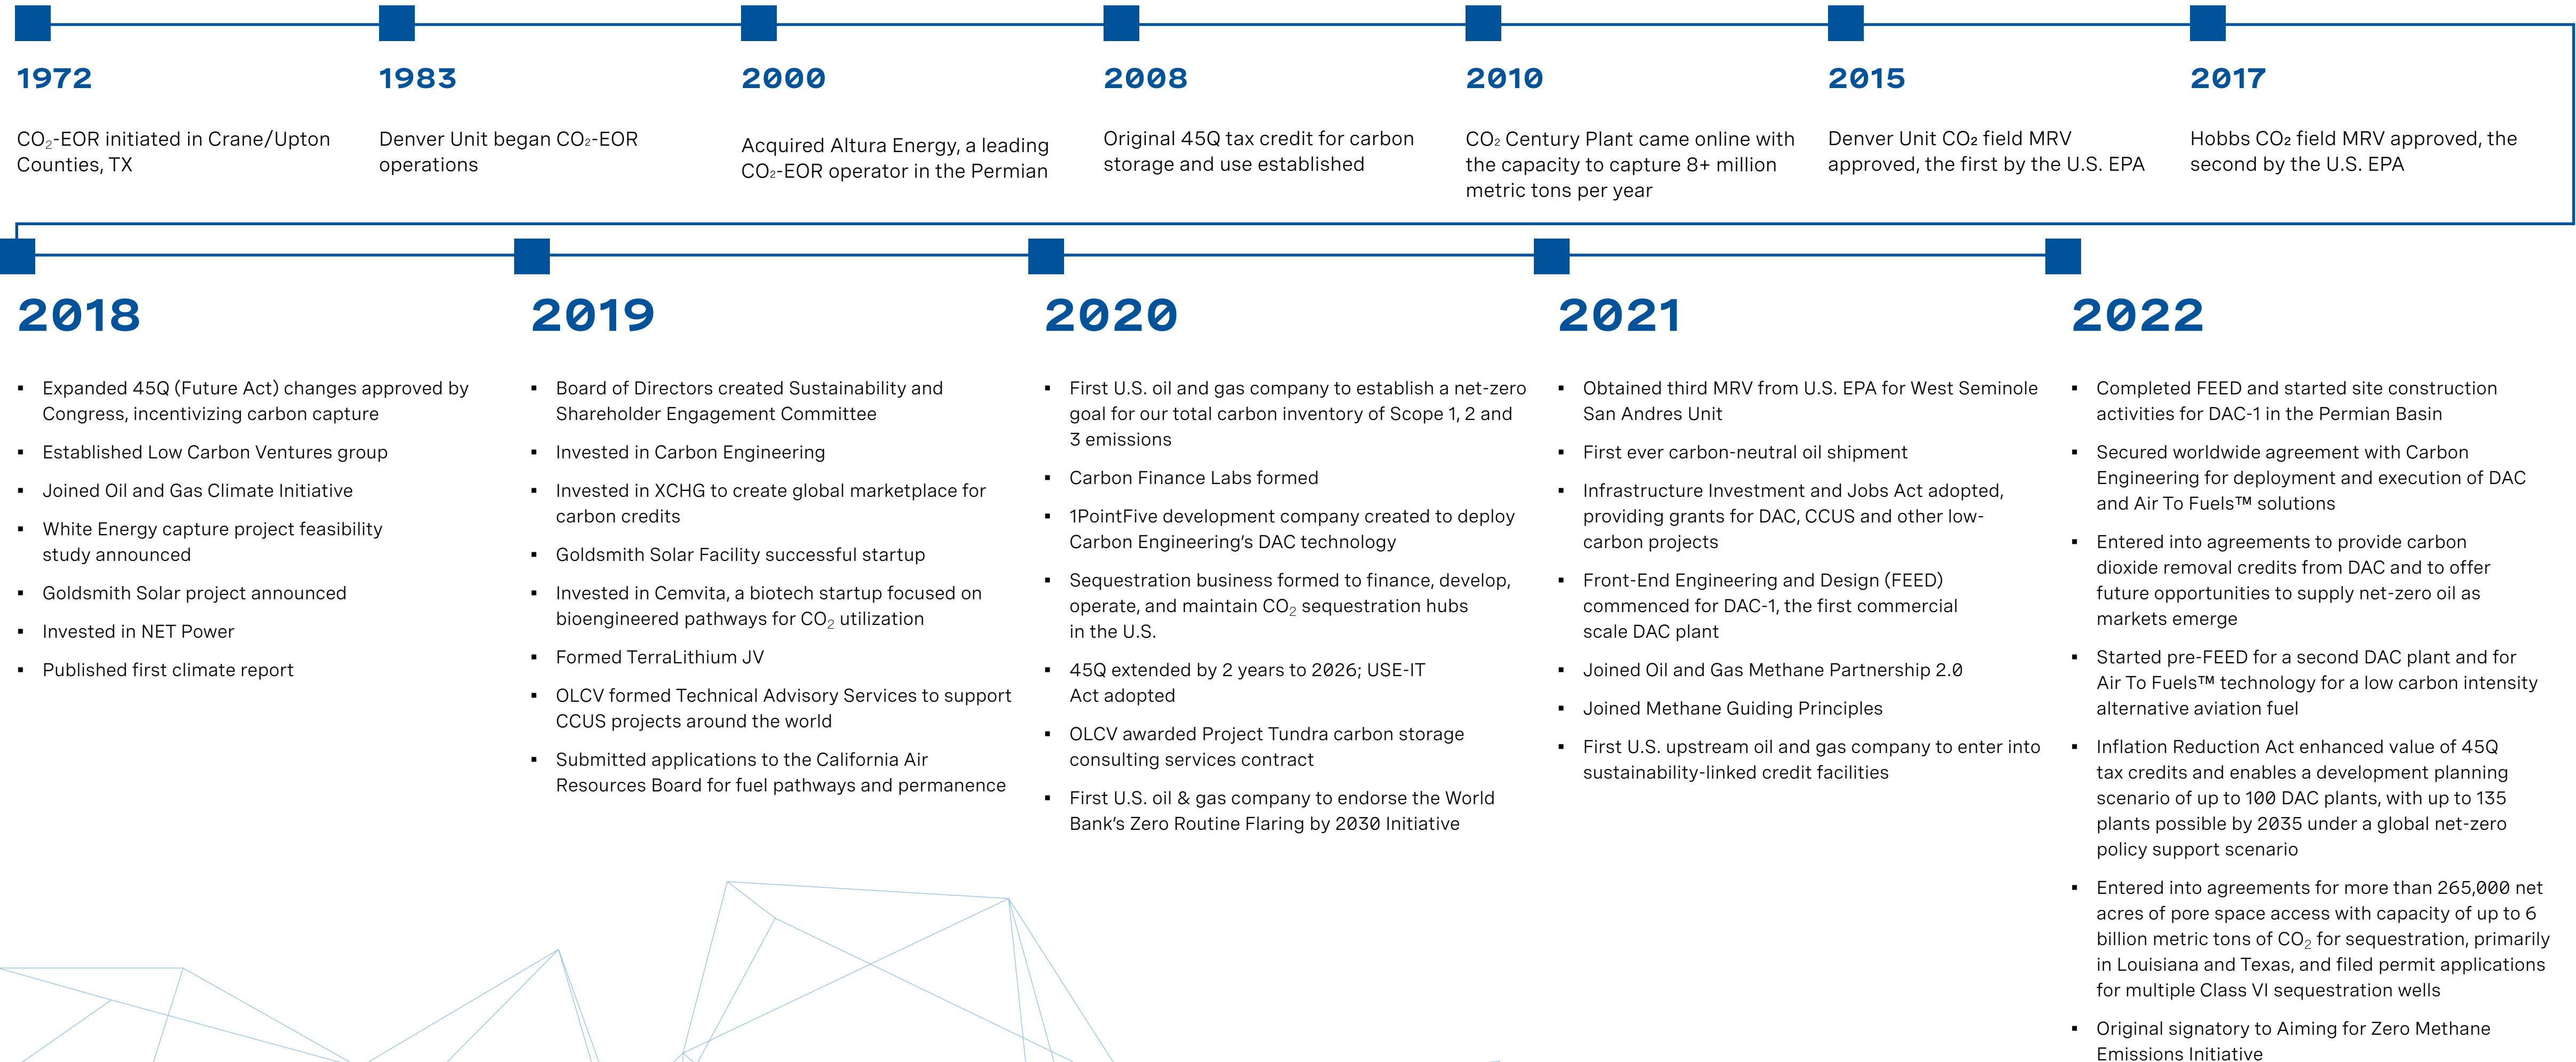 1972
CO₂-EOR initiated in Crane/Upton
Counties, TX
1983
Denver Unit began CO₂-EOR
operations
2000
Acquired Altura Energy, a leading
CO₂-EOR operator in the Permian
2008
Original 45Q tax credit for carbon
storage and use established
2010
CO₂ Century Plant came online with
the capacity to capture 8+ million
metric tons per year
2015
Denver Unit CO₂ field MRV
approved, the first by the U.S. EPA
2017
Hobbs CO₂ field MRV approved, the
second by the U.S. EPA
2018
▪ Expanded 45Q (Future Act) changes approved by
Congress, incentivizing carbon capture
▪ Established Low Carbon Ventures group
▪ Joined Oil and Gas Climate Initiative
▪ White Energy capture project feasibility
study announced
▪ Goldsmith Solar project announced
▪ Invested in NET Power
▪ Published first climate report
2019
▪ Board of Directors created Sustainability and
Shareholder Engagement Committee
▪ Invested in Carbon Engineering
▪ Invested in XCHG to create global marketplace for
carbon credits
▪ Goldsmith Solar Facility successful startup
▪ Invested in Cemvita, a biotech startup focused on
bioengineered pathways for CO₂ utilization
▪ Formed TerraLithium JV
▪ OLCV formed Technical Advisory Services to support
CCUS projects around the world
▪ Submitted applications to the California Air
Resources Board for fuel pathways and permanence
2020
▪ First U.S. oil and gas company to establish a net-zero
goal for our total carbon inventory of Scope 1, 2 and
3 emissions
▪ Carbon Finance Labs formed
▪ 1PointFive development company created to deploy
Carbon Engineering's DAC technology
▪ Sequestration business formed to finance, develop,
operate, and maintain CO₂ sequestration hubs
in the U.S.
▪ 45Q extended by 2 years to 2026; USE-IT
Act adopted
▪ OLCV awarded Project Tundra carbon storage
consulting services contract
▪ First U.S. oil & gas company to endorse the World
Bank's Zero Routine Flaring by 2030 Initiative
2021
▪ Obtained third MRV from U.S. EPA for West Seminole
San Andres Unit
▪ First ever carbon-neutral oil shipment
▪ Infrastructure Investment and Jobs Act adopted,
providing grants for DAC, CCUS and other low-
carbon projects
▪ Front-End Engineering and Design (FEED)
commenced for DAC-1, the first commercial
scale DAC plant
▪ Joined Oil and Gas Methane Partnership 2.0
▪ Joined Methane Guiding Principles
▪ First U.S. upstream oil and gas company to enter into
sustainability-linked credit facilities
2022
▪ Completed FEED and started site construction
activities for DAC-1 in the Permian Basin
▪ Secured worldwide agreement with Carbon
Engineering for deployment and execution of DAC
and Air To Fuels™ solutions
▪ Entered into agreements to provide carbon
dioxide removal credits from DAC and to offer
future opportunities to supply net-zero oil as
markets emerge
▪ Started pre-FEED for a second DAC plant and for
Air To Fuels™ technology for a low carbon intensity
alternative aviation fuel
▪ Inflation Reduction Act enhanced value of 45Q
tax credits and enables a development planning
scenario of up to 100 DAC plants, with up to 135
plants possible by 2035 under a global net-zero
policy support scenario
▪ Entered into agreements for more than 265,000 net
acres of pore space access with capacity of up to 6
billion metric tons of CO₂ for sequestration, primarily
in Louisiana and Texas, and filed permit applications
for multiple Class VI sequestration wells
▪ Original signatory to Aiming for Zero Methane
Emissions Initiative